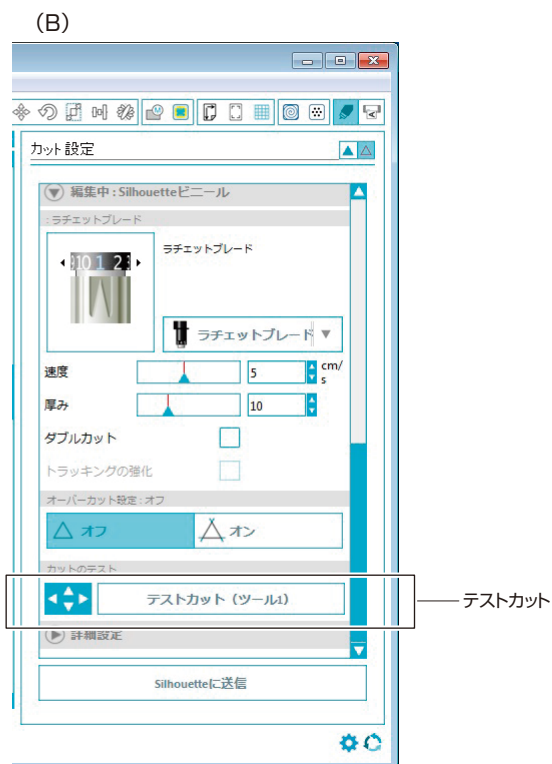 (B)
カット設定
編集中 : Silhouetteビニール
: ラチェットブレード
10 1 2
ラチェットブレード
ラチェットブレード
速度
5
cm/
s
厚み
10
ダブルカット
トラッキングの強化
オーバーカット設定 : オフ
オフ
オン
カットのテスト
テストカット(ツール1)
テストカット
詳細設定
Silhouetteに送信